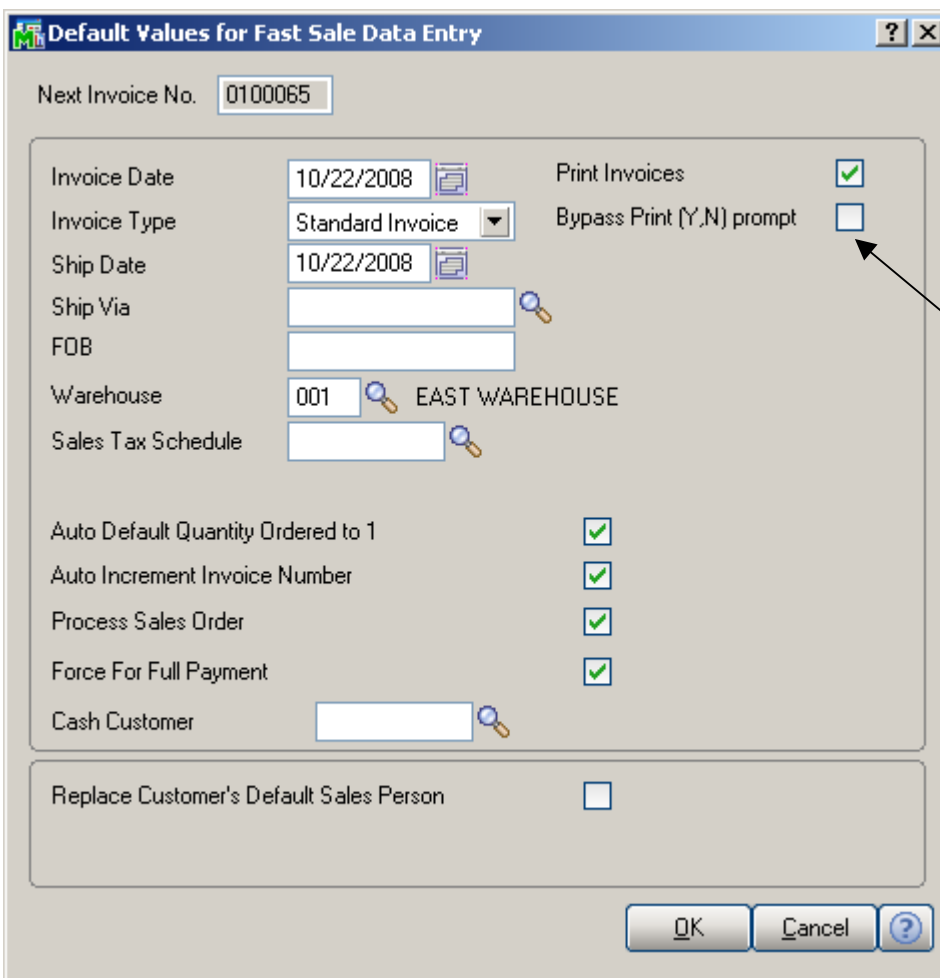 Default Values for Fast Sale Data Entry
Next Invoice No. 0100065
Invoice Date 10/22/2008 Print Invoices
Invoice Type Standard Invoice Bypass Print (Y,N) prompt
Ship Date 10/22/2008
Ship Via
FOB
Warehouse 001 EAST WAREHOUSE
Sales Tax Schedule
Auto Default Quantity Ordered to 1
Auto Increment Invoice Number
Process Sales Order
Force For Full Payment
Cash Customer
Replace Customer's Default Sales Person
OK Cancel ?